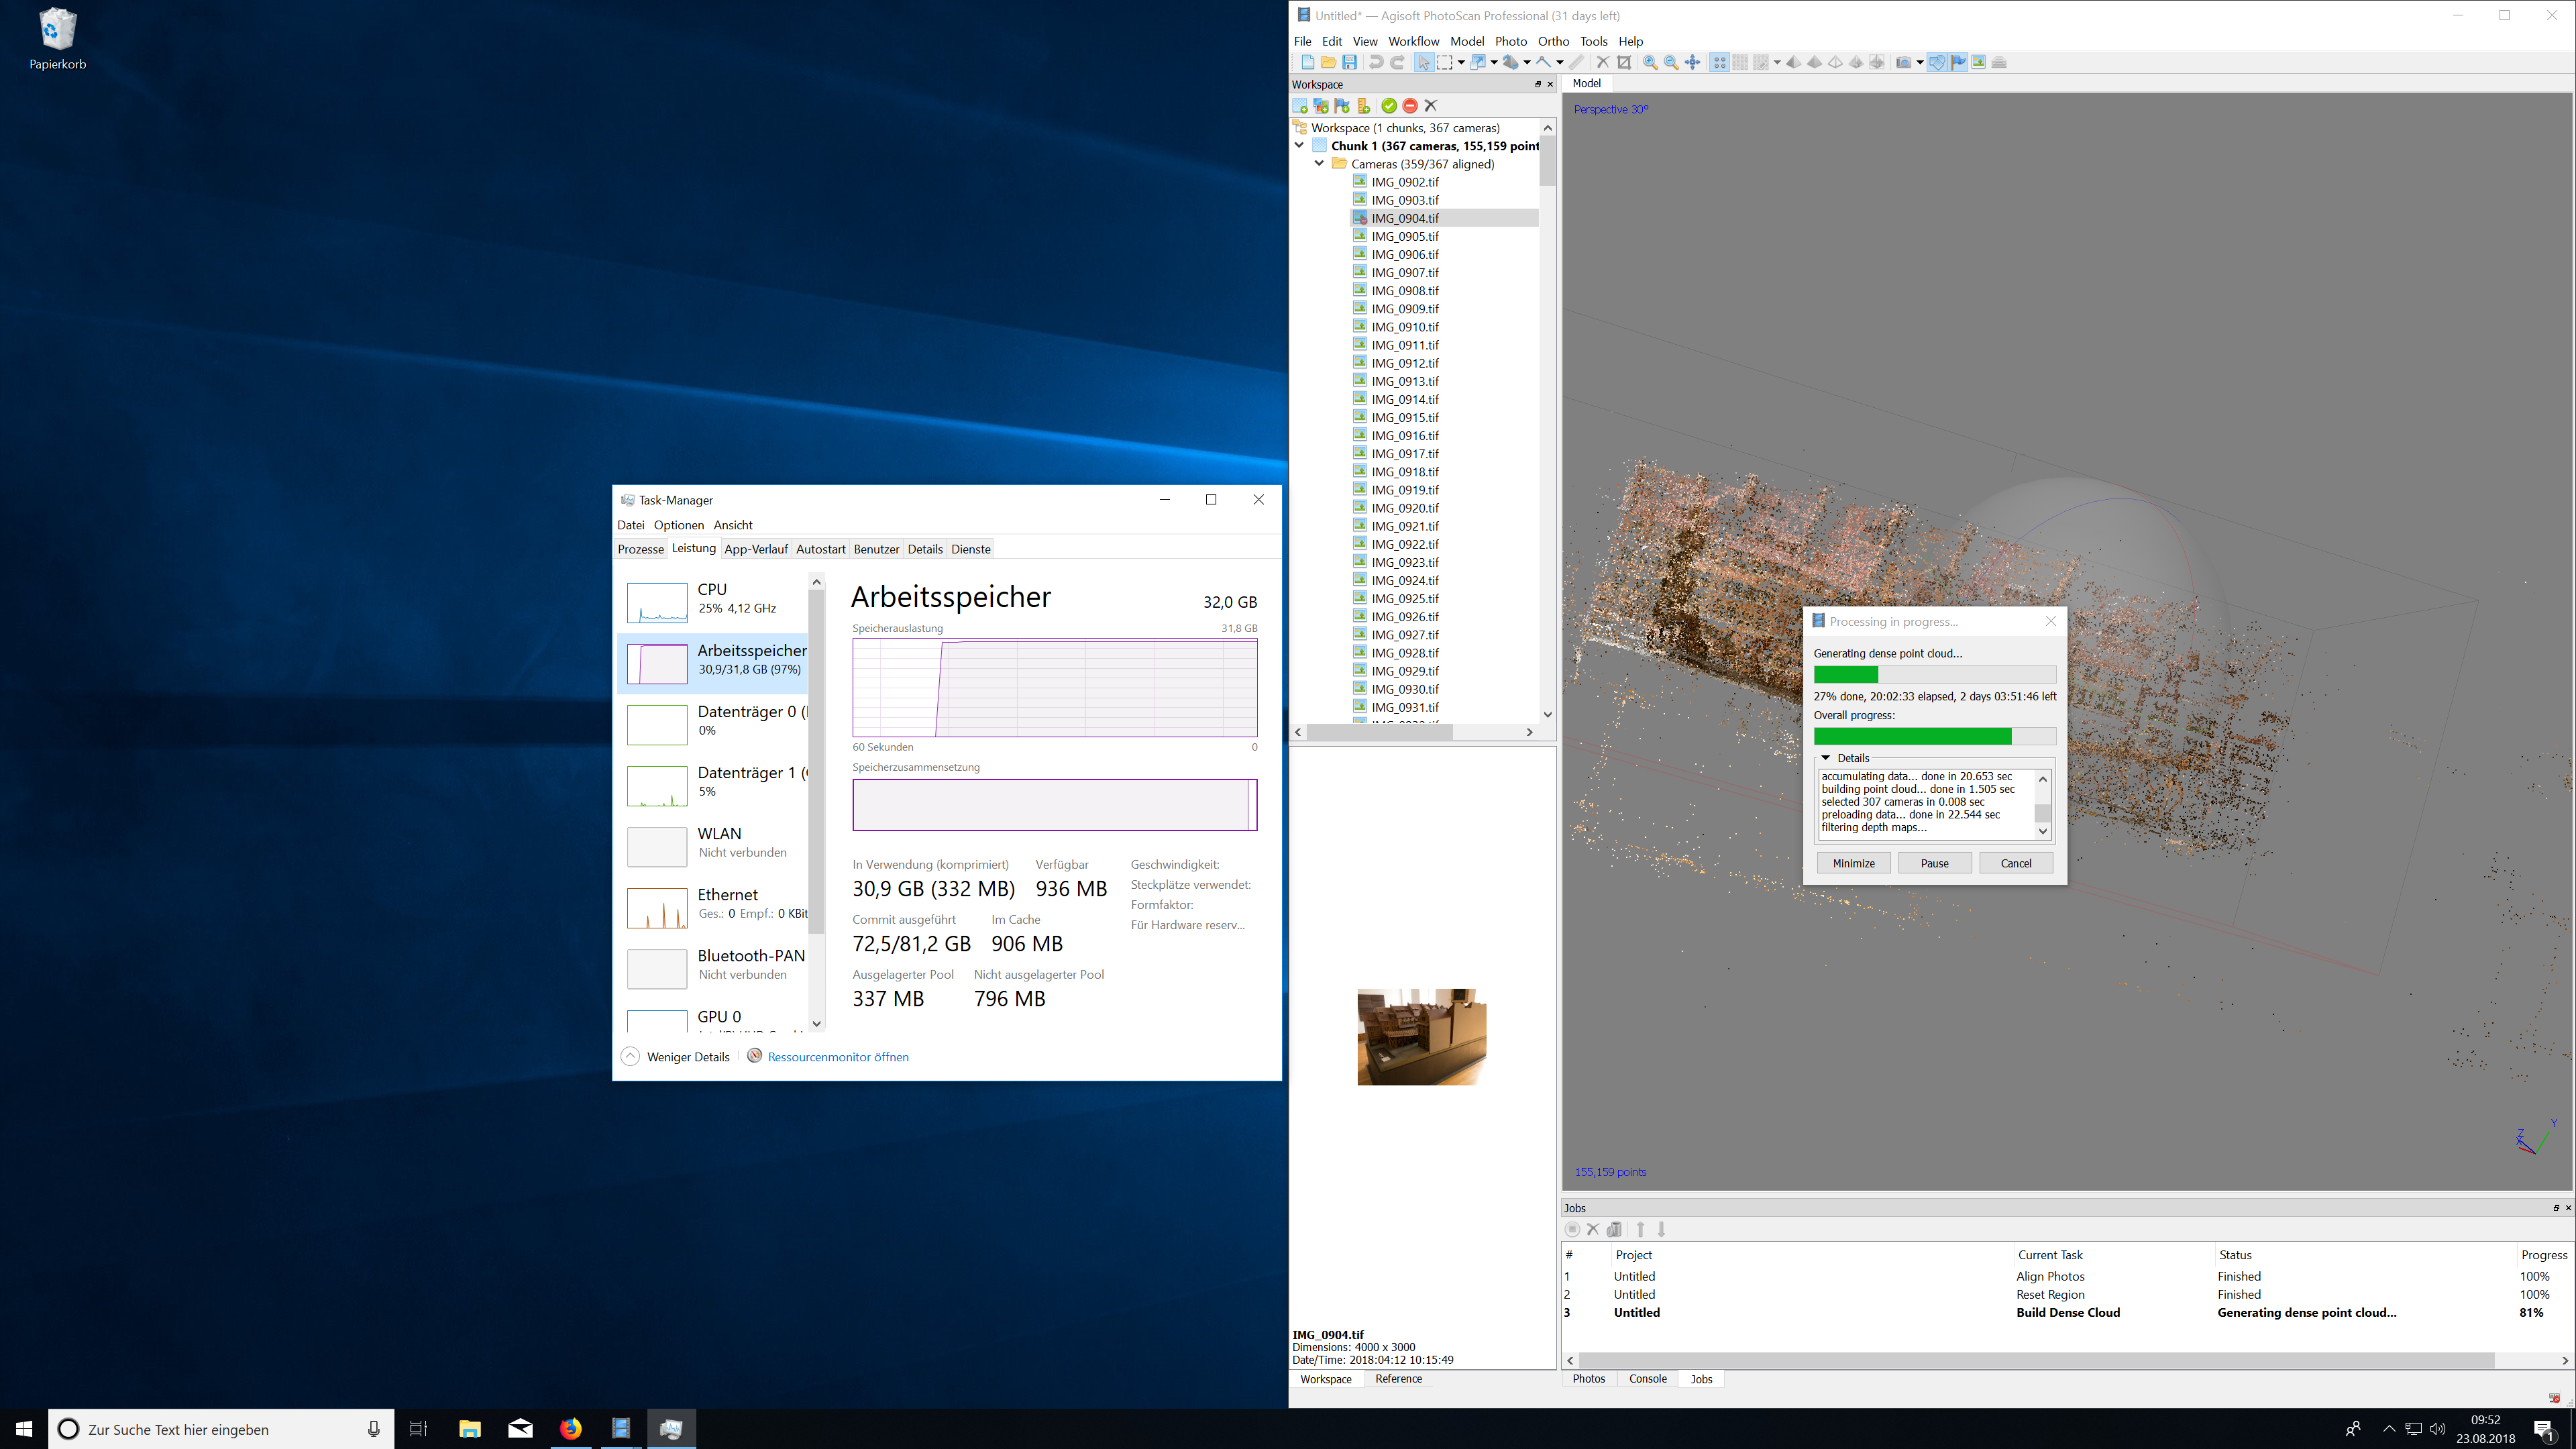 Papierkorb
Untitled* — Agisoft PhotoScan Professional (31 days left)
File Edit View Workflow Model Photo Ortho Tools Help
Workspace
Model
Workspace (1 chunks, 367 cameras)
Chunk 1 (367 cameras, 155,159 point
Cameras (359/367 aligned)
IMG_0902.tif
IMG_0903.tif
IMG_0904.tif
IMG_0905.tif
IMG_0906.tif
IMG_0907.tif
IMG_0908.tif
IMG_0909.tif
IMG_0910.tif
IMG_0911.tif
IMG_0912.tif
IMG_0913.tif
IMG_0914.tif
IMG_0915.tif
IMG_0916.tif
IMG_0917.tif
IMG_0918.tif
IMG_0919.tif
IMG_0920.tif
IMG_0921.tif
IMG_0922.tif
IMG_0923.tif
IMG_0924.tif
IMG_0925.tif
IMG_0926.tif
IMG_0927.tif
IMG_0928.tif
IMG_0929.tif
IMG_0930.tif
IMG_0931.tif
IMG_0904.tif
Dimensions: 4000 x 3000
Date/Time: 2018:04:12 10:15:49
Workspace Reference
Perspective 30°
155,159 points
Z
X
Y
Processing in progress...
Generating dense point cloud...
27% done, 20:02:33 elapsed, 2 days 03:51:46 left
Overall progress:
Details
accumulating data... done in 20.653 sec
building point cloud... done in 1.505 sec
selected 307 cameras in 0.008 sec
preloading data... done in 22.544 sec
filtering depth maps...
Minimize Pause Cancel
Jobs
# Project Current Task Status Progress
1 Untitled Align Photos Finished 100%
2 Untitled Reset Region Finished 100%
3 Untitled Build Dense Cloud Generating dense point cloud... 81%
Photos Console Jobs
Task-Manager
Datei Optionen Ansicht
Prozesse Leistung App-Verlauf Autostart Benutzer Details Dienste
CPU
25% 4,12 GHz
Arbeitsspeicher
30,9/31,8 GB (97%)
Datenträger 0 (
0%
Datenträger 1 (
5%
WLAN
Nicht verbunden
Ethernet
Ges.: 0 Empf.: 0 KBit
Bluetooth-PAN
Nicht verbunden
GPU 0
Arbeitsspeicher 32,0 GB
Speicherauslastung 31,8 GB
60 Sekunden 0
Speicherzusammensetzung
In Verwendung (komprimiert) Verfügbar Geschwindigkeit:
30,9 GB (332 MB) 936 MB Steckplätze verwendet:
Formfaktor:
Commit ausgeführt Im Cache Für Hardware reserv...
72,5/81,2 GB 906 MB
Ausgelagerter Pool Nicht ausgelagerter Pool
337 MB 796 MB
Weniger Details Ressourcenmonitor öffnen
Zur Suche Text hier eingeben
09:52
23.08.2018
1